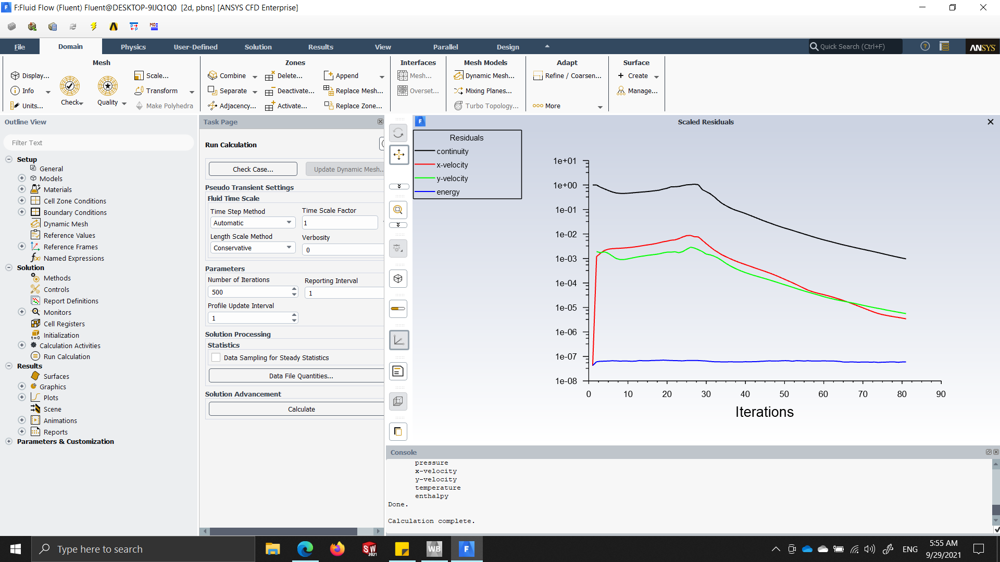 F:Fluid Flow (Fluent) Fluent@DESKTOP-9IJQ1Q0 [2d, pbns] [ANSYS CFD Enterprise]
File Domain Physics User-Defined Solution Results View Parallel Design Quick Search (Ctrl+F) ANSYS
Mesh Zones Interfaces Mesh Models Adapt Surface
Display... Scale... Combine Delete... Append Mesh... Dynamic Mesh... Refine / Coarsen... Create
Info Transform Separate Deactivate... Replace Mesh... Overset... Mixing Planes... Manage...
Check Quality
Units... Make Polyhedra Adjacency... Activate... Replace Zone... Turbo Topology... More
Outline View
Filter Text
Setup
General
Models
Materials
Cell Zone Conditions
Boundary Conditions
Dynamic Mesh
Reference Values
Reference Frames
Named Expressions
Solution
Methods
Controls
Report Definitions
Monitors
Cell Registers
t=0 Initialization
Calculation Activities
Run Calculation
Results
Surfaces
Graphics
Plots
Scene
Animations
Reports
Parameters & Customization
Task Page
Run Calculation
Check Case... Update Dynamic Mesh..
Pseudo Transient Settings
Fluid Time Scale
Time Step Method Time Scale Factor
Automatic 1
Length Scale Method Verbosity
Conservative 0
Parameters
Number of Iterations Reporting Interval
500 1
Profile Update Interval
1
Solution Processing
Statistics
Data Sampling for Steady Statistics
Data File Quantities...
Solution Advancement
Calculate
Scaled Residuals
Residuals
continuity
x-velocity
y-velocity
energy
1e+01
1e+00
1e-01
1e-02
1e-03
1e-04
1e-05
1e-06
1e-07
1e-08
0 10 20 30 40 50 60 70 80 90
Iterations
Console
pressure
x-velocity
y-velocity
temperature
enthalpy
Done.
Calculation complete.
Type here to search
SW 2021
WB
F
ENG
5:55 AM
9/29/2021